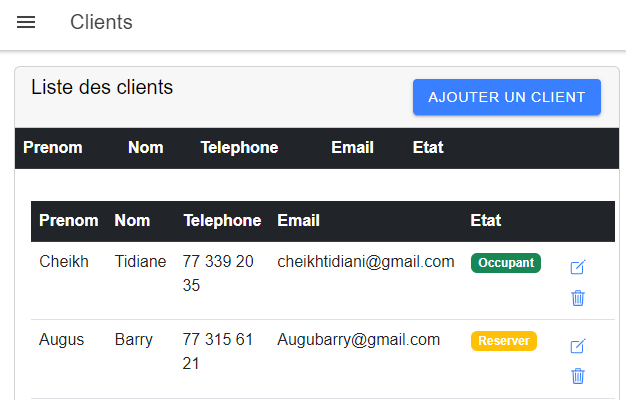 Clients
Liste des clients
AJOUTER UN CLIENT
Prenom Nom Telephone Email Etat
Prenom Nom Telephone Email Etat
Cheikh Tidiane 77 339 20 cheikhtidiani@gmail.com Occupant
35
Augus Barry 77 315 61 Augubarry@gmail.com Reserver
21